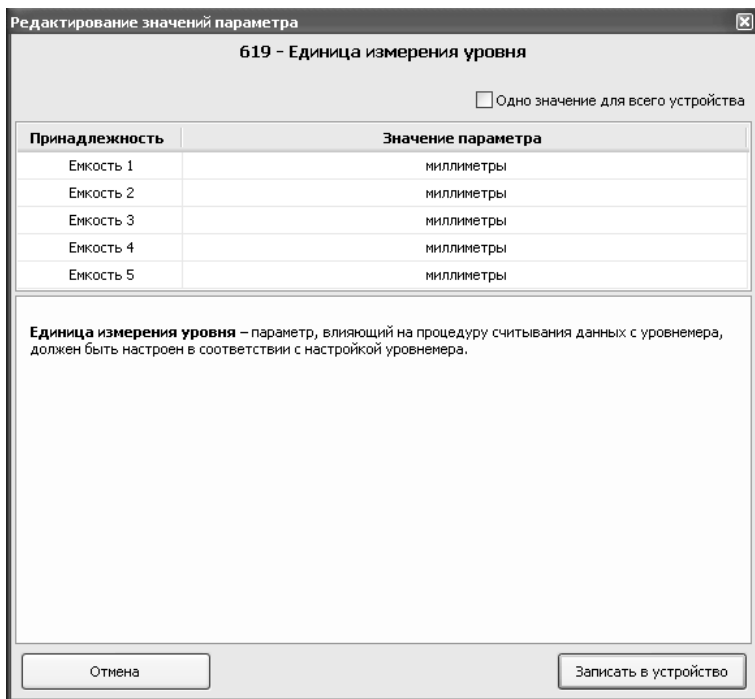 Редактирование значений параметра
619 - Единица измерения уровня
Одно значение для всего устройства
Принадлежность Значение параметра
Емкость 1 миллиметры
Емкость 2 миллиметры
Емкость 3 миллиметры
Емкость 4 миллиметры
Емкость 5 миллиметры
Единица измерения уровня – параметр, влияющий на процедуру считывания данных с уровнемера,
должен быть настроен в соответствии с настройкой уровнемера.
Отмена Записать в устройство